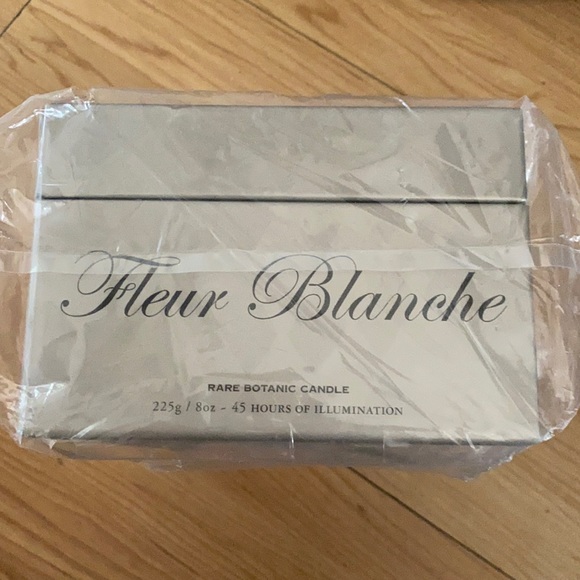 Fleur Blanche
RARE BOTANIC CANDLE
225g / 8oz - 45 HOURS OF ILLUMINATION